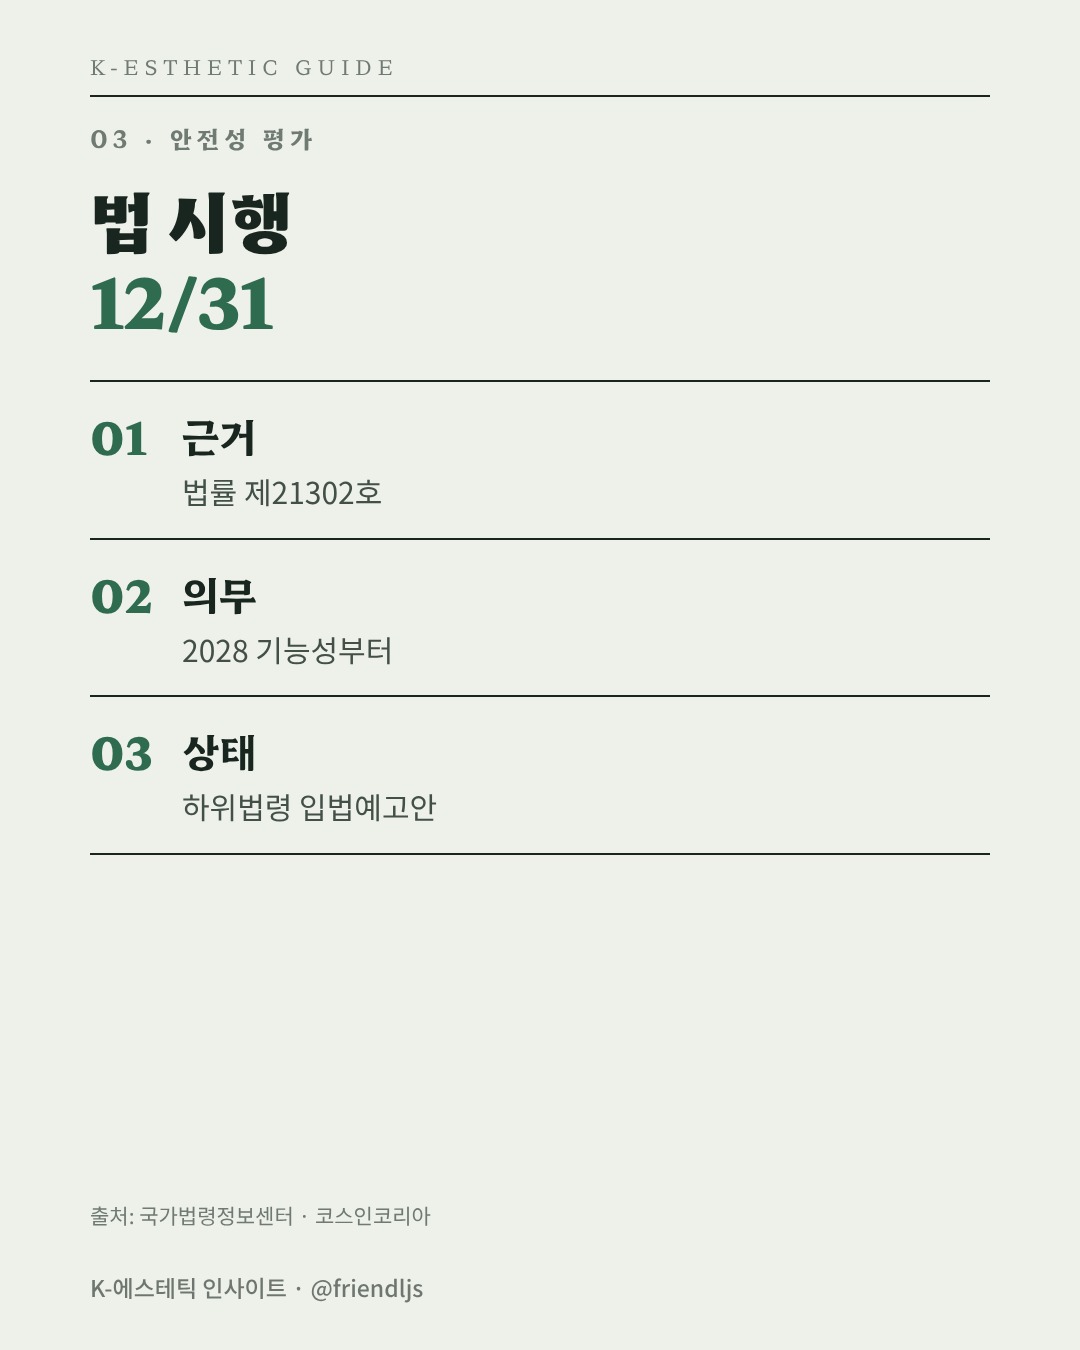 K-ESTHETIC GUIDE
03 · 안전성 평가
법 시행
12/31
01 근거
법률 제21302호
02 의무
2028 기능성부터
03 상태
하위법령 입법예고안
출처: 국가법령정보센터 · 코스인코리아
K-에스테틱 인사이트 · @friendljs